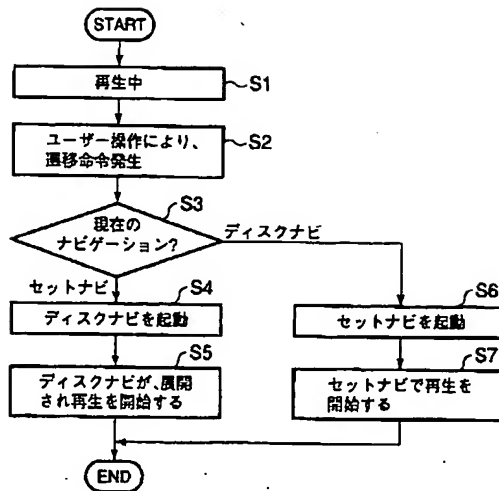 START
再生中
S1
ユーザー操作により、
遷移命令発生
S2
現在の
ナビゲーション?
S3
ディスクナビ
セットナビ
ディスクナビを起動
S4
セットナビを起動
S6
ディスクナビが、展開
され再生を開始する
S5
セットナビで再生を
開始する
S7
END